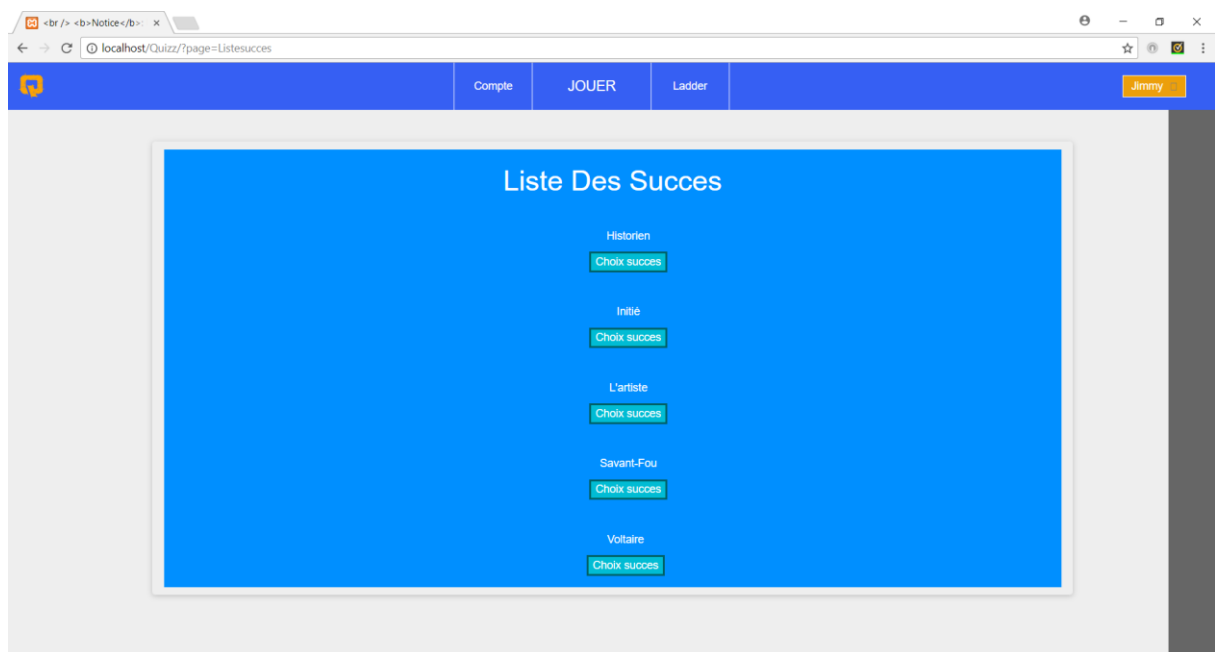 <br /> <b>Notice</b>:
localhost/Quizz/?page=Listesucces
Compte
JOUER
Ladder
Jimmy
Liste Des Succes
Historien
Choix succes
Initié
Choix succes
L'artiste
Choix succes
Savant-Fou
Choix succes
Voltaire
Choix succes